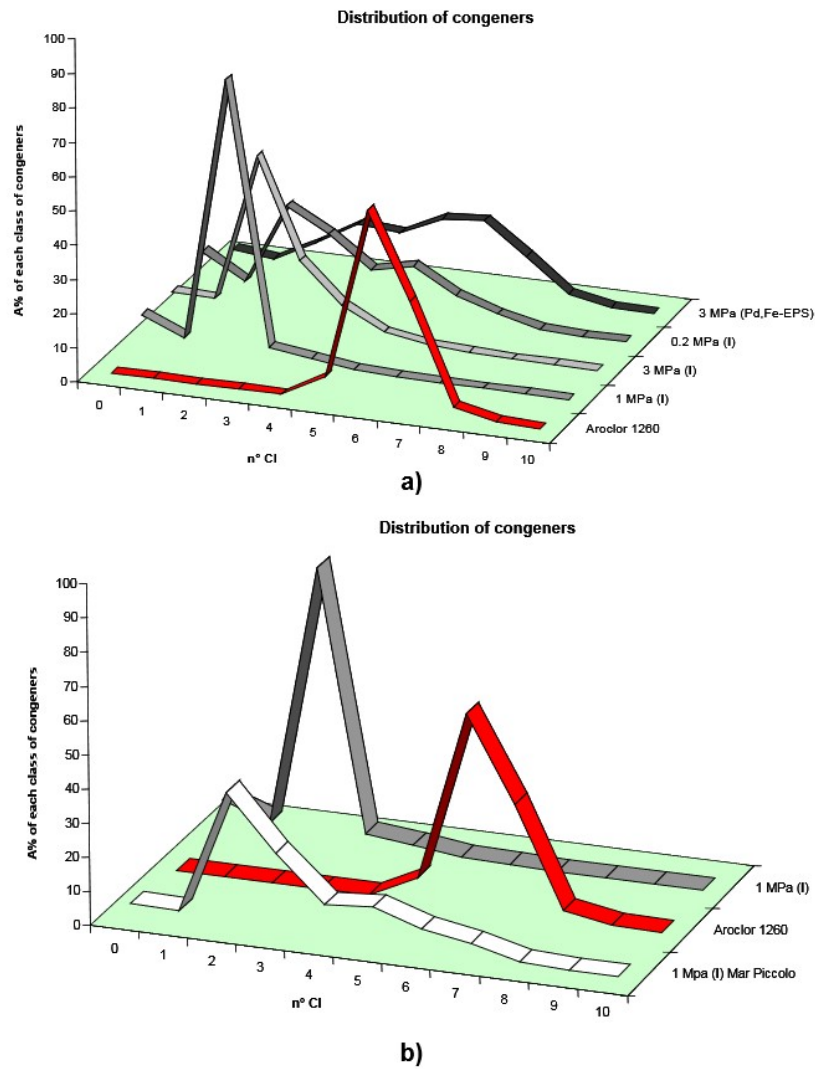 Distribution of congeners
A% of each class of congeners
100
90
80
70
60
50
40
30
20
10
0
0 1 2 3 4 5 6 7 8 9 10
n° Cl
3 MPa (Pd,Fe-EPS)
0.2 MPa (I)
3 MPa (I)
1 MPa (I)
Aroclor 1260
a)
Distribution of congeners
A% of each class of congeners
100
90
80
70
60
50
40
30
20
10
0
0 1 2 3 4 5 6 7 8 9 10
n° Cl
1 MPa (I)
Aroclor 1260
1 Mpa (I) Mar Piccolo
b)